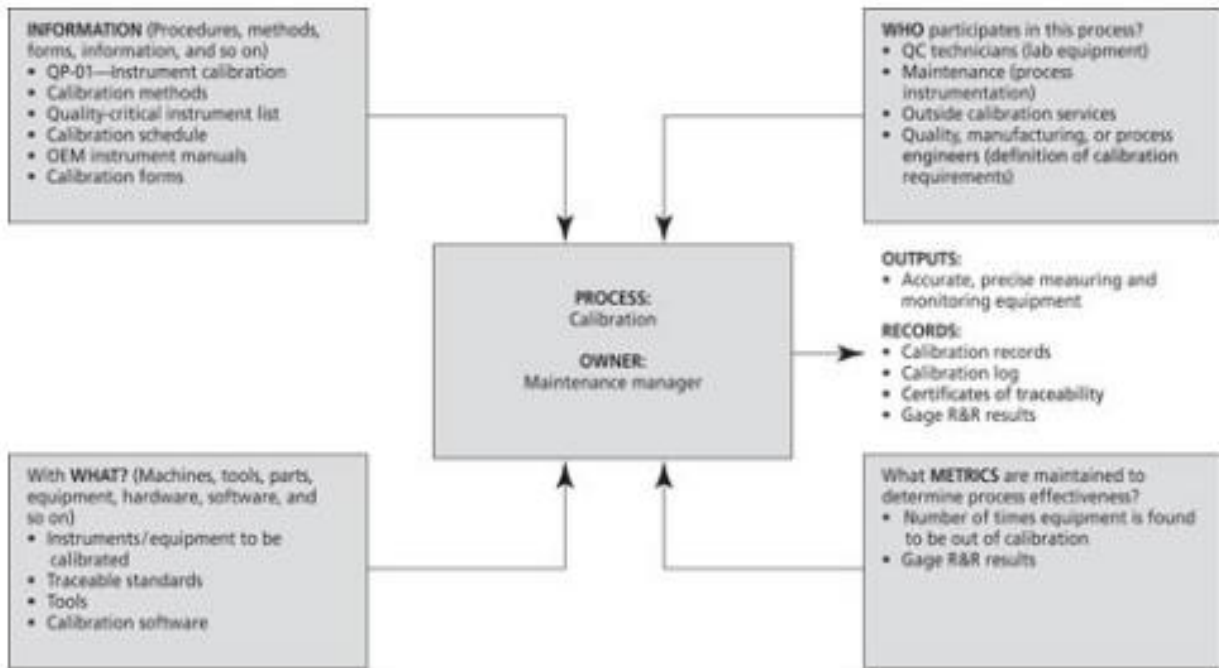 INFORMATION (Procedures, methods,
forms, information, and so on)
• QP-01—Instrument calibration
• Calibration methods
• Quality-critical instrument list
• Calibration schedule
• OEM instrument manuals
• Calibration forms
WHO participates in this process?
• QC technicians (lab equipment)
• Maintenance (process
instrumentation)
• Outside calibration services
• Quality, manufacturing, or process
engineers (definition of calibration
requirements)
PROCESS:
Calibration
OWNER:
Maintenance manager
OUTPUTS:
• Accurate, precise measuring and
monitoring equipment
RECORDS:
• Calibration records
• Calibration log
• Certificates of traceability
• Gage R&R results
With WHAT? (Machines, tools, parts,
equipment, hardware, software, and
so on)
• Instruments/equipment to be
calibrated
• Traceable standards
• Tools
• Calibration software
What METRICS are maintained to
determine process effectiveness?
• Number of times equipment is found
to be out of calibration
• Gage R&R results